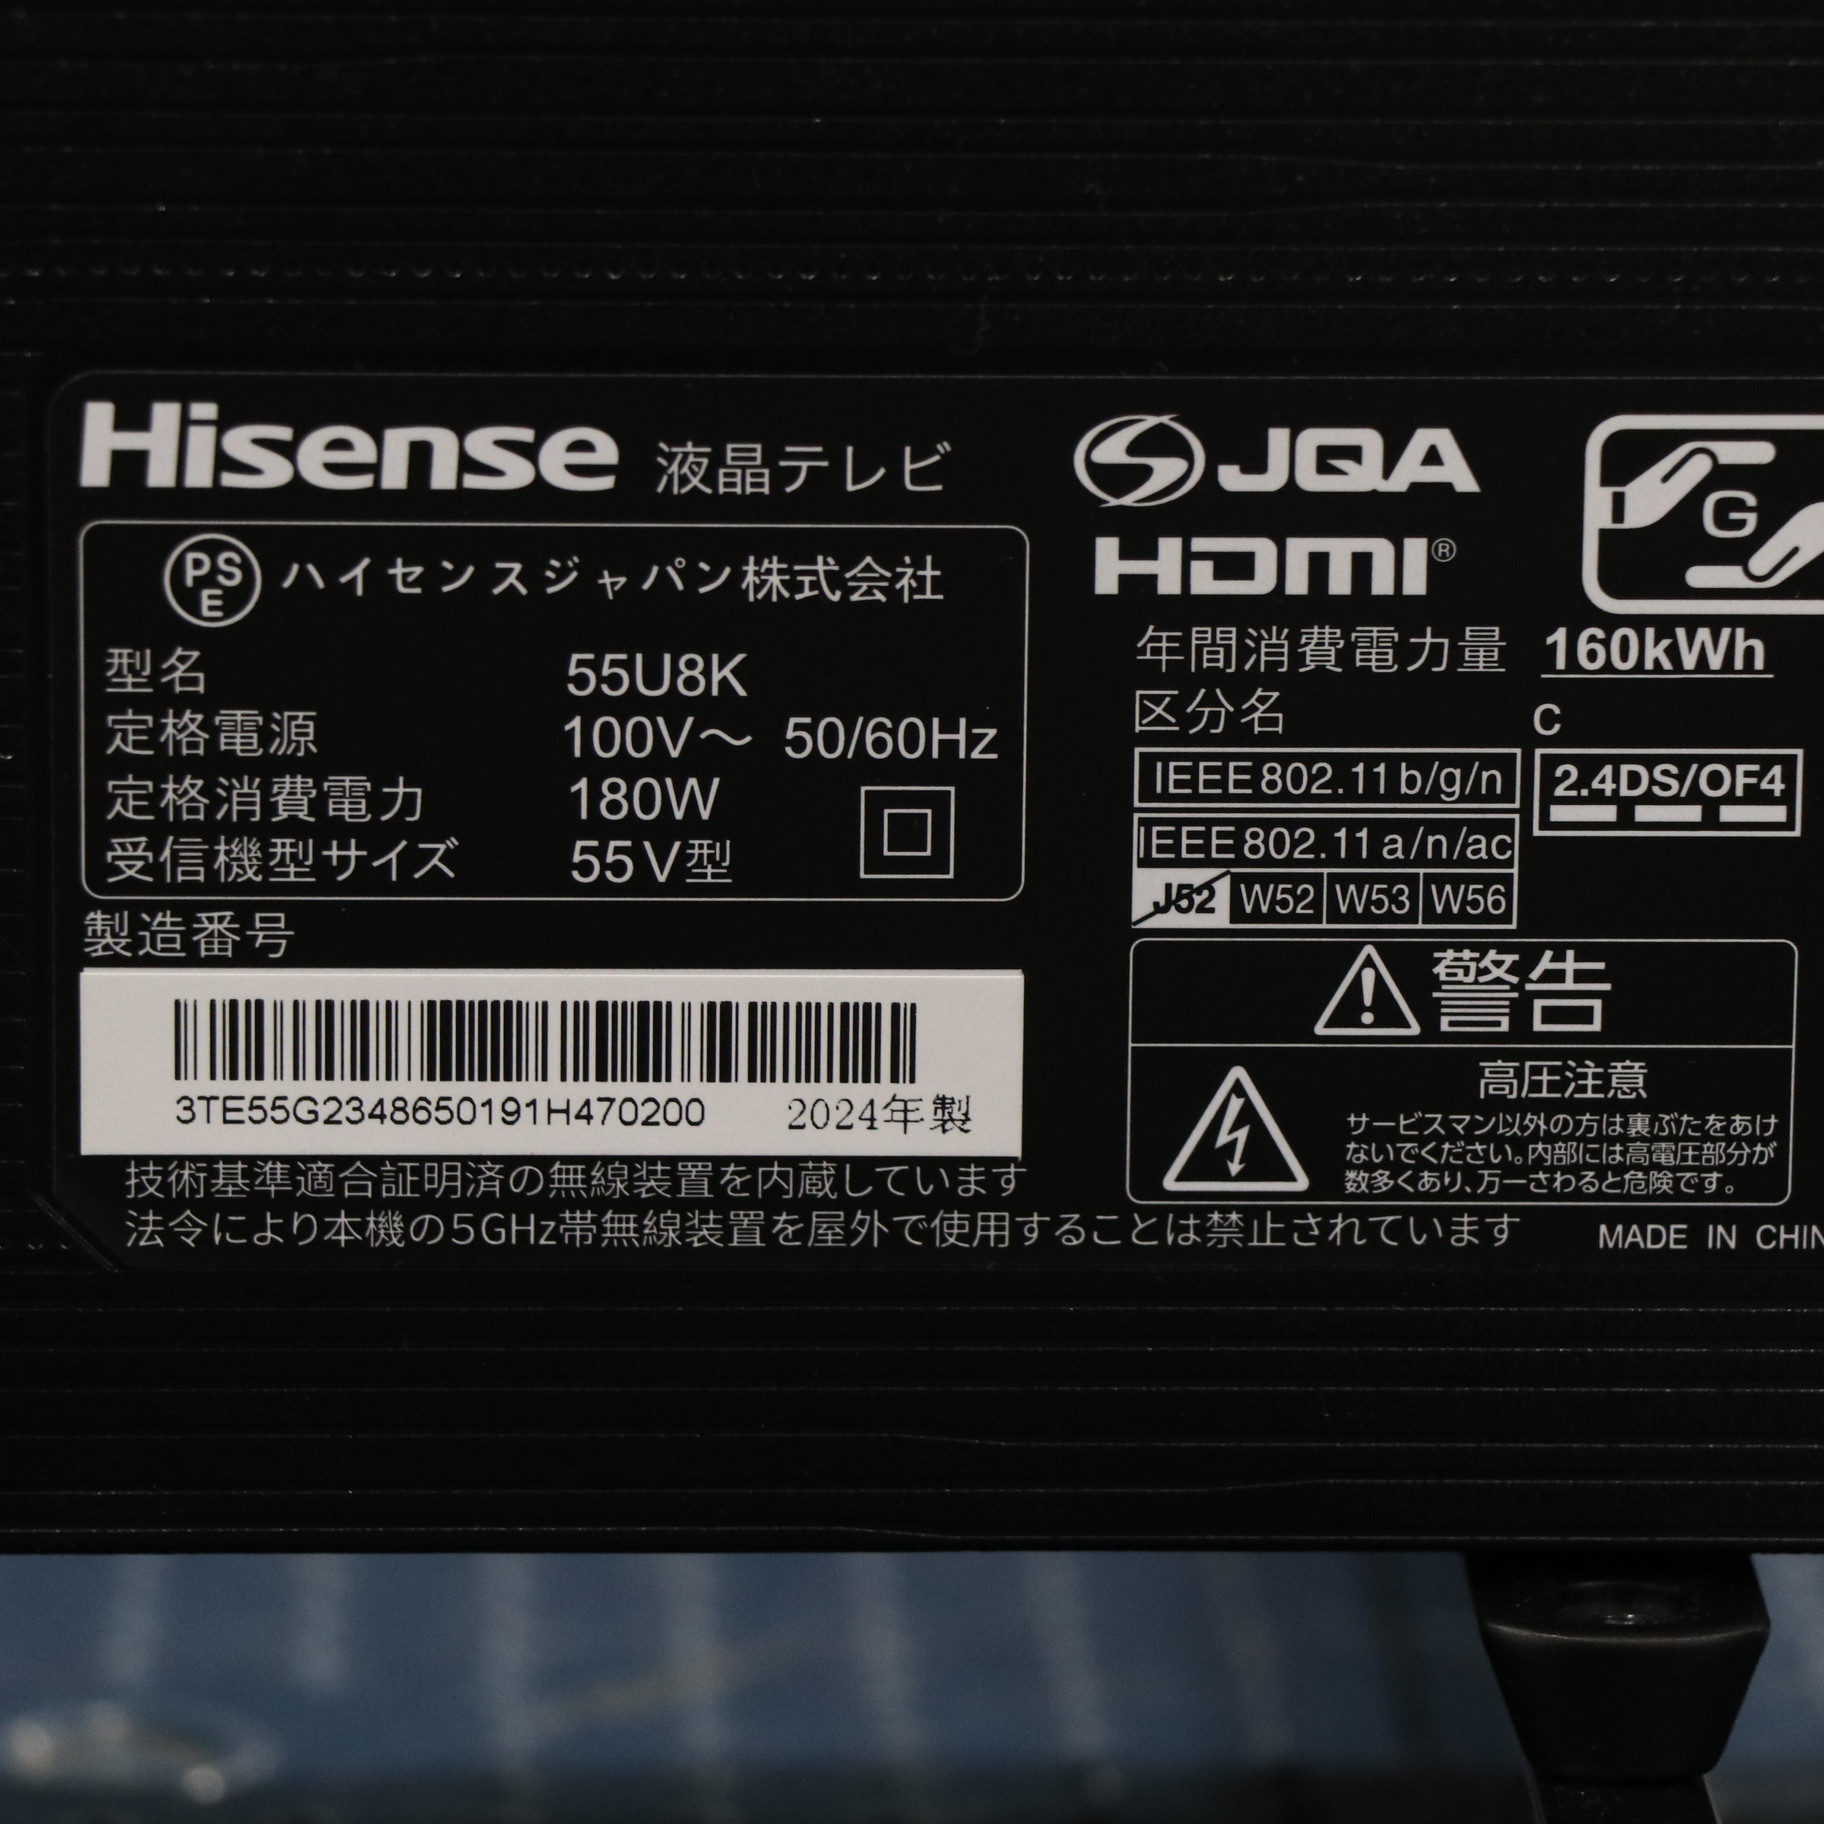 Hisense 液晶テレビ
PSE ハイセンスジャパン株式会社
型名 55U8K
定格電源 100V～ 50/60Hz
定格消費電力 180W
受信機型サイズ 55V型
製造番号
3TE55G2348650191H470200 2024年製
技術基準適合証明済の無線装置を内蔵しています
法令により本機の5GHz帯無線装置を屋外で使用することは禁止されています
JQA
G
HDMI®
年間消費電力量 160kWh
区分名 C
IEEE802.11b/g/n 2.4DS/OF4
IEEE802.11a/n/ac
J52 W52 W53 W56
警告
高圧注意
サービスマン以外の方は裏ぶたをあけ
ないでください。内部には高電圧部分が
数多くあり、万一さわると危険です。
MADE IN CHIN